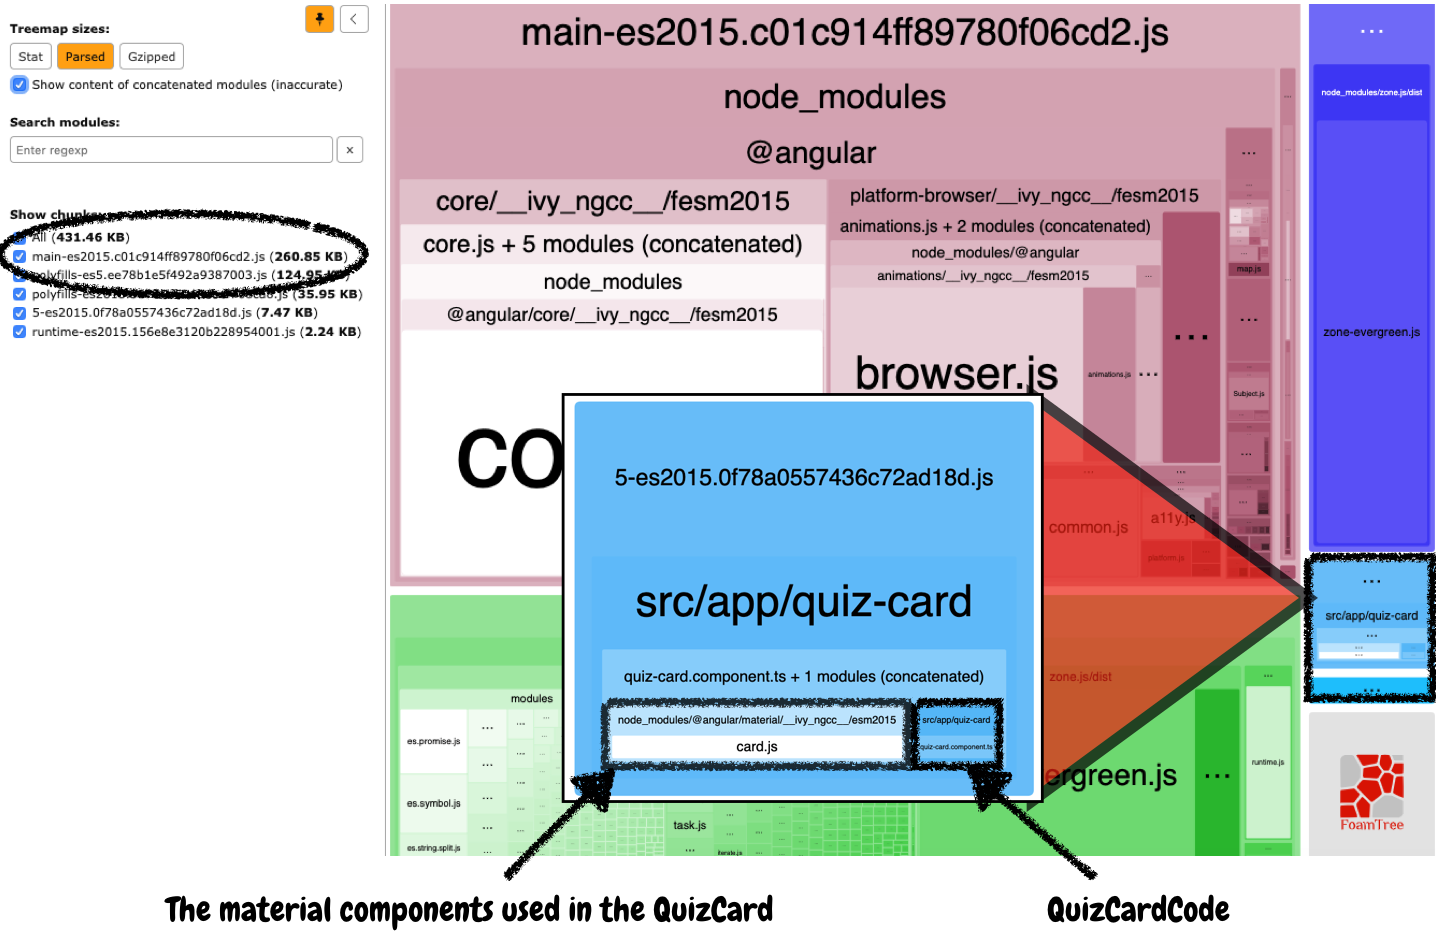 Treemap sizes:
Stat
Parsed
Gzipped
Show content of concatenated modules (inaccurate)
Search modules:
Enter regexp
x
Show chunks
All (431.46 KB)
main-es2015.c01c914ff89780f06cd2.js (260.85 KB)
polyfills-es5.ee78b1e5f492a9387003.js (124.95 KB)
(35.95 KB)
5-es2015.0f78a0557436c72ad18d.js (7.47 KB)
runtime-es2015.156e8e3120b228954001.js (2.24 KB)
main-es2015.c01c914ff89780f06cd2.js
node_modules
@angular
core/__ivy_ngcc__/fesm2015
core.js + 5 modules (concatenated)
node_modules
@angular/core/__ivy_ngcc__/fesm2015
co
platform-browser/__ivy_ngcc__/fesm2015
animations.js + 2 modules (concatenated)
node_modules/@angular
animations/__ivy_ngcc__/fesm2015
...
browser.js
animations.js
...
...
...
map.js
...
Subject.js
...
common.js
a11y.js
platform.js
...
node_modules/zone.js/dist
zone-evergreen.js
...
src/app/quiz-card
...
...
FoamTree
5-es2015.0f78a0557436c72ad18d.js
src/app/quiz-card
quiz-card.component.ts + 1 modules (concatenated)
node_modules/@angular/material/__ivy_ngcc__/esm2015
card.js
src/app/quiz-card
quiz-card.component.ts
modules
es.promise.js
es.symbol.js
es.string.split.js
task.js
iterate.js
zone.js/dist
ergreen.js
...
...
runtime.js
The material components used in the QuizCard
QuizCardCode